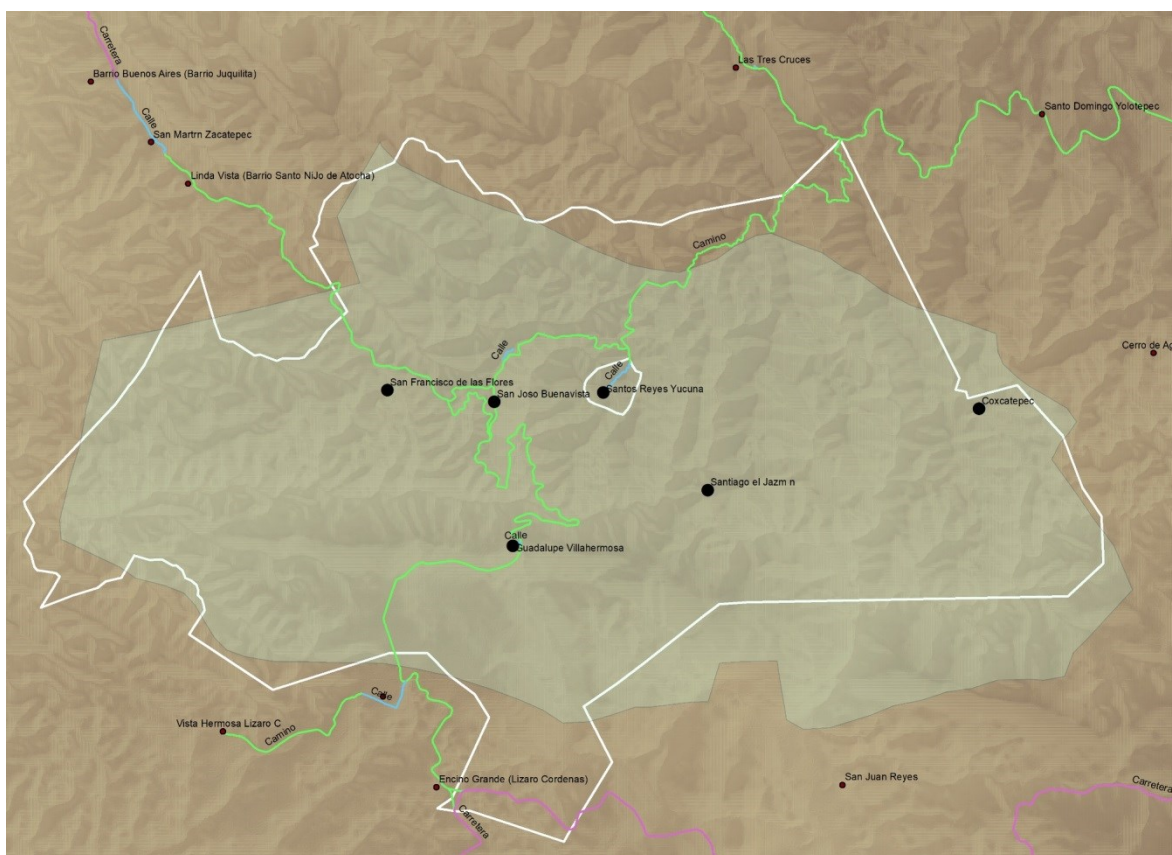 Carretera
Las Tres Cruces
Barrio Buenos Aires (Barrio Juquilita)
Calle
Santo Domingo Yolotepec
San Martrn Zacatepec
Linda Vista (Barrio Santo NiJo de Atocha)
Camino
Calle
Cerro de Ag
Calle
San Francisco de las Flores
San Joso Buenavista
Santos Reyes Yucuna
Coxcatepec
Santiago el Jazm n
Calle
Guadalupe Villahermosa
Calle
Vista Hermosa Lizaro C
Camino
Encino Grande (Lizaro Cordenas)
San Juan Reyes
Carretera
Carretera